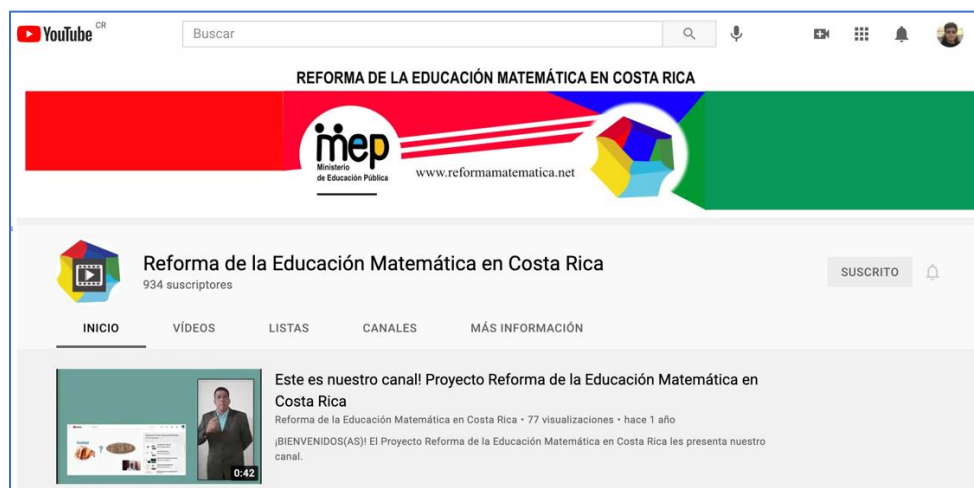 YouTube CR
Buscar
REFORMA DE LA EDUCACIÓN MATEMÁTICA EN COSTA RICA
mep
Ministerio
de Educación Pública
www.reformamatematica.net
Reforma de la Educación Matemática en Costa Rica
934 suscriptores
SUSCRITO
INICIO VÍDEOS LISTAS CANALES MÁS INFORMACIÓN
Este es nuestro canal! Proyecto Reforma de la Educación Matemática en
Costa Rica
Reforma de la Educación Matemática en Costa Rica • 77 visualizaciones • hace 1 año
¡BIENVENIDOS(AS)! El Proyecto Reforma de la Educación Matemática en Costa Rica les presenta nuestro
canal.
0:42